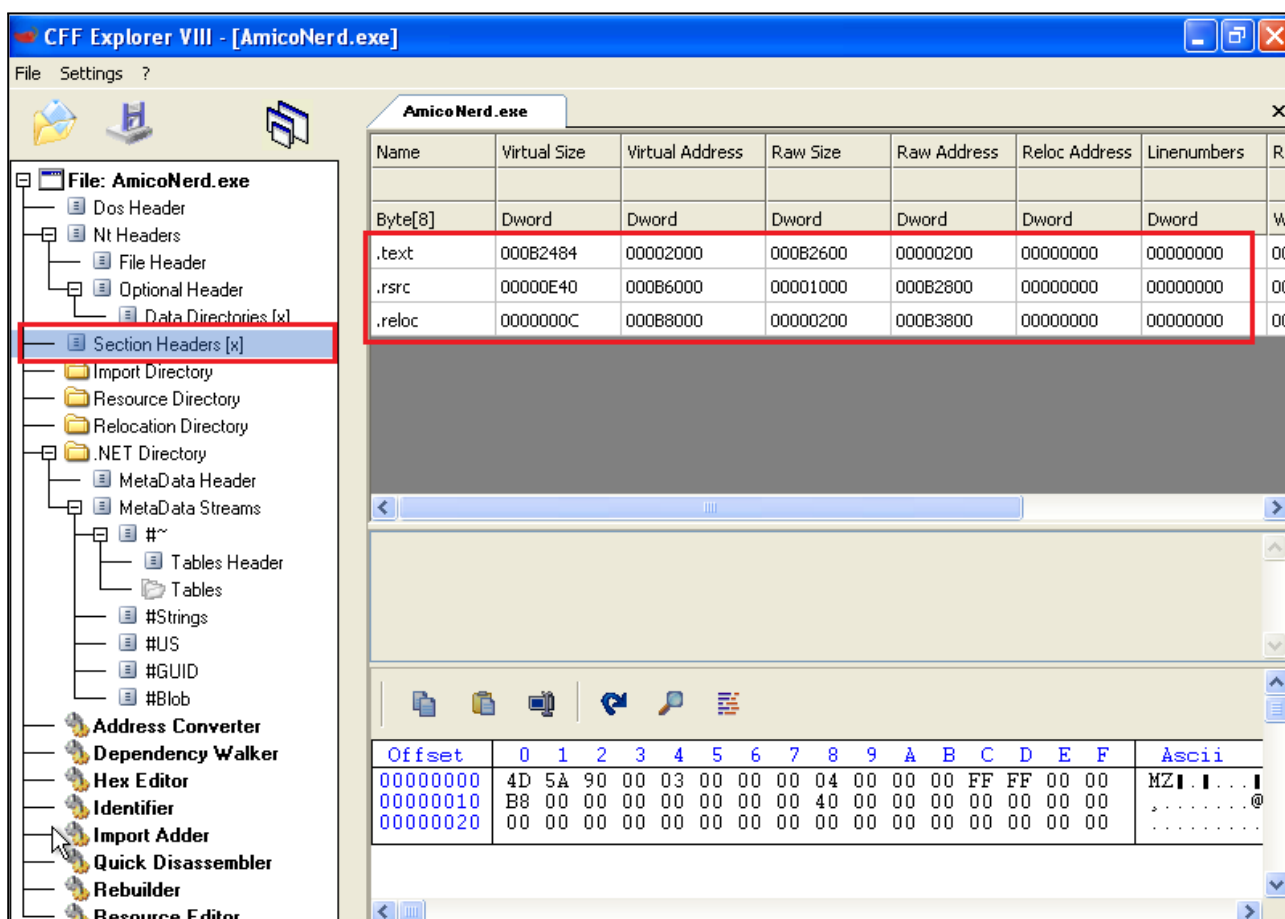 CFF Explorer VIII - [AmicoNerd.exe]
File Settings ?
AmicoNerd.exe
Name Virtual Size Virtual Address Raw Size Raw Address Reloc Address Linenumbers R
Byte[8] Dword Dword Dword Dword Dword Dword W
.text 000B2484 00002000 000B2600 00000200 00000000 00000000 00
.rsrc 00000E40 000B6000 00001000 000B2800 00000000 00000000 00
.reloc 0000000C 000B8000 00000200 000B3800 00000000 00000000 00
File: AmicoNerd.exe
Dos Header
Nt Headers
File Header
Optional Header
Data Directories [x]
Section Headers [x]
Import Directory
Resource Directory
Relocation Directory
.NET Directory
MetaData Header
MetaData Streams
#~
Tables Header
Tables
#Strings
#US
#GUID
#Blob
Address Converter
Dependency Walker
Hex Editor
Identifier
Import Adder
Quick Disassembler
Rebuilder
Resource Editor
Offset 0 1 2 3 4 5 6 7 8 9 A B C D E F Ascii
00000000 4D 5A 90 00 03 00 00 00 04 00 00 00 FF FF 00 00 MZ▮.▮...▮
00000010 B8 00 00 00 00 00 00 00 40 00 00 00 00 00 00 00 ¸.......@
00000020 00 00 00 00 00 00 00 00 00 00 00 00 00 00 00 00 .........